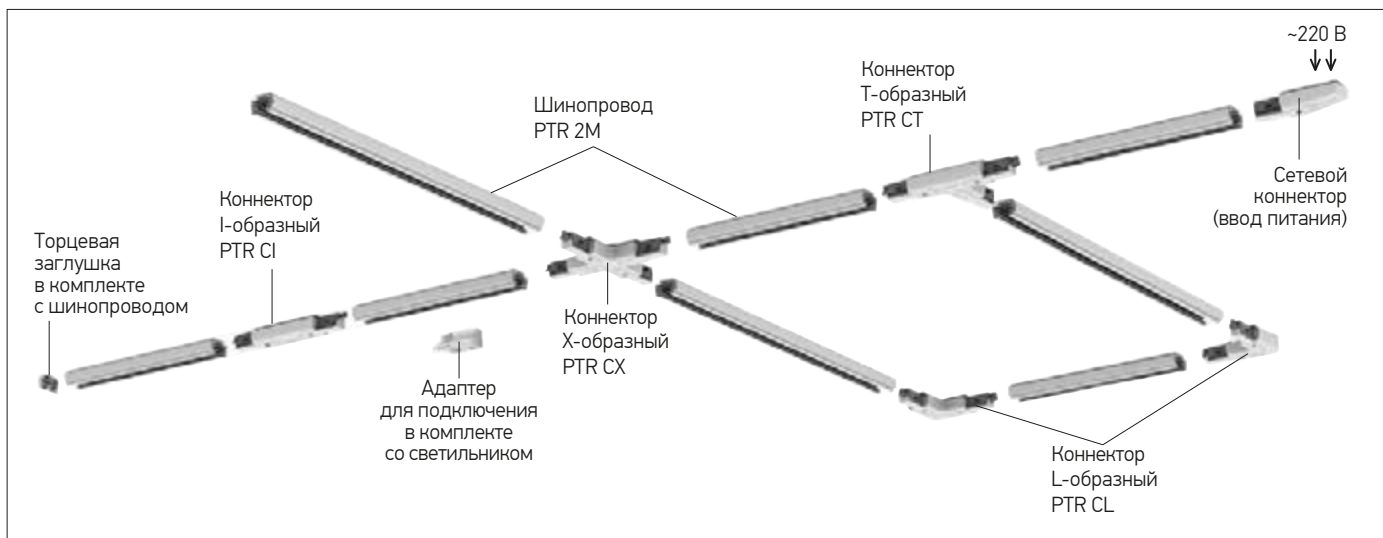 ~220 В
Коннектор
Т-образный
PTR CT
Шинопровод
PTR 2M
Сетевой
коннектор
(ввод питания)
Коннектор
I-образный
PTR CI
Торцевая
заглушка
в комплекте
с шинопроводом
Коннектор
Х-образный
PTR CX
Адаптер
для подключения
в комплекте
со светильником
Коннектор
L-образный
PTR CL